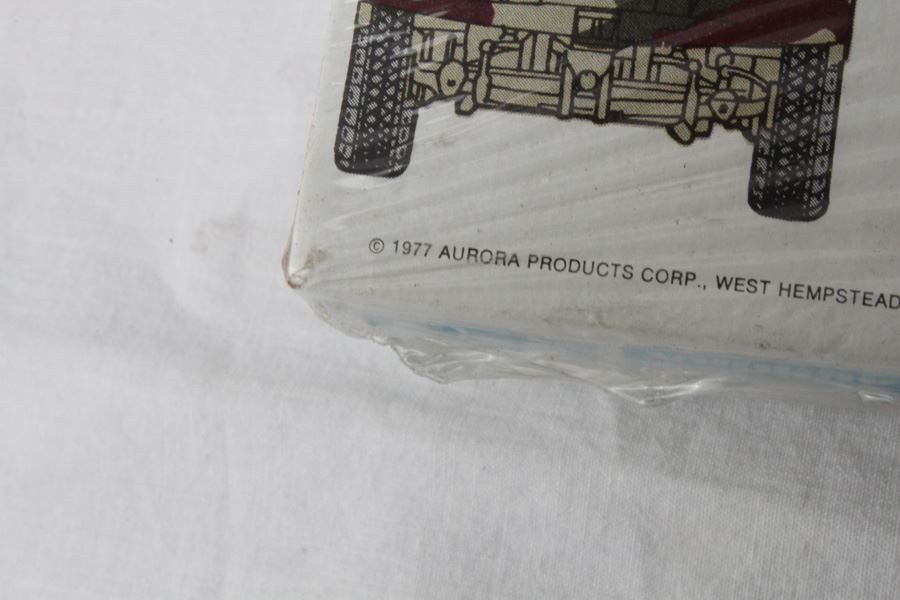 © 1977 AURORA PRODUCTS CORP., WEST HEMPSTEAD